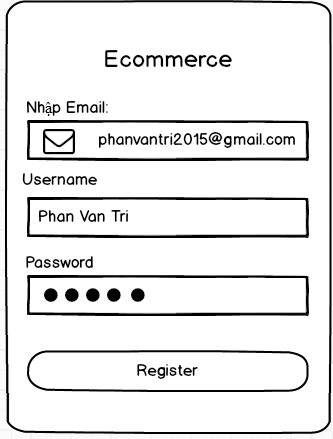 Ecommerce
Nhập Email:
phanvantri2015@gmail.com
Username
Phan Van Tri
Password
Register